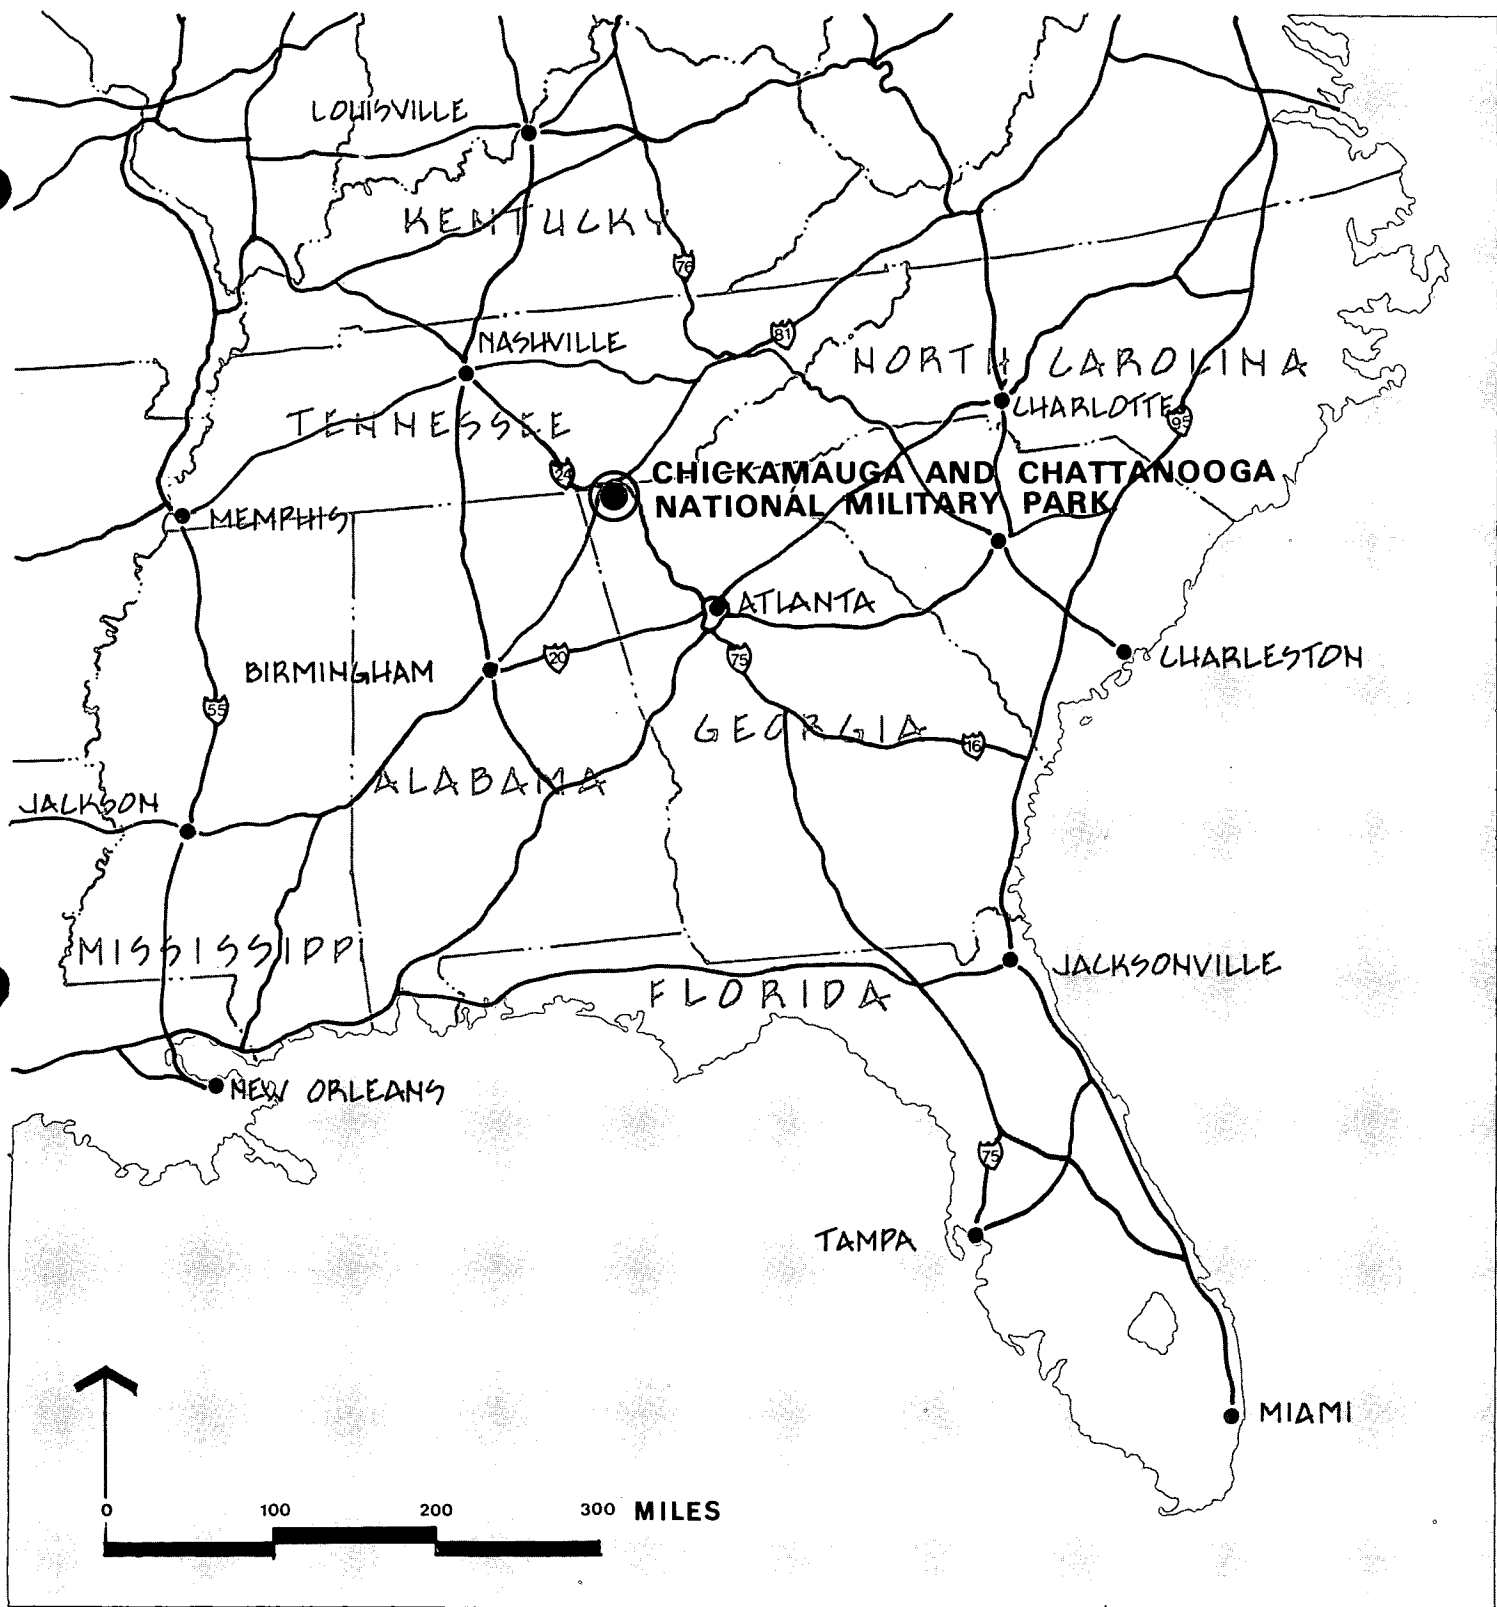 LOUISVILLE
KENTUCKY
76
81
NASHVILLE
NORTH CAROLINA
CHARLOTTE
95
TENNESSEE
24
CHICKAMAUGA AND CHATTANOOGA
NATIONAL MILITARY PARK
MEMPHIS
ATLANTA
BIRMINGHAM
20
75
CHARLESTON
55
GEORGIA
16
ALABAMA
JACKSON
MISSISSIPPI
JACKSONVILLE
FLORIDA
NEW ORLEANS
75
TAMPA
MIAMI
0 100 200 300 MILES